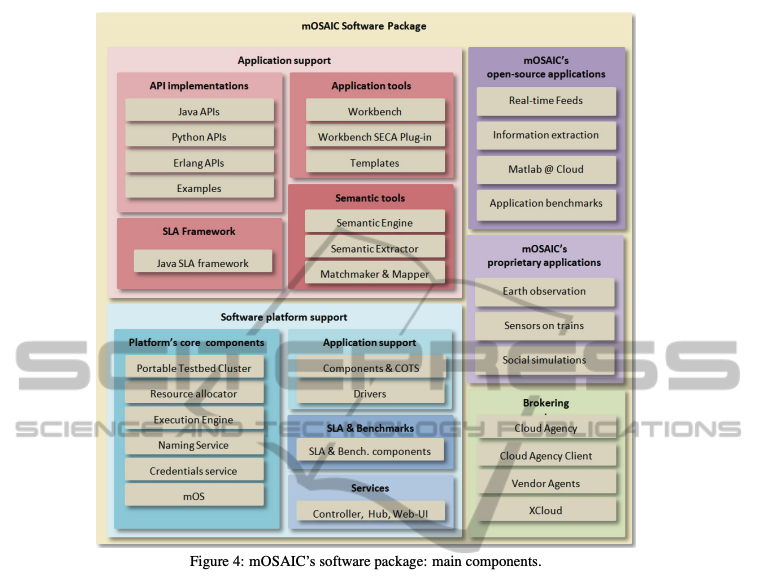 mOSAIC Software Package
Application support
API implementations
Java APIs
Python APIs
Erlang APIs
Examples
Application tools
Workbench
Workbench SECA Plug-in
Templates
SLA Framework
Java SLA framework
Semantic tools
Semantic Engine
Semantic Extractor
Matchmaker & Mapper
mOSAIC's
open-source applications
Real-time Feeds
Information extraction
Matlab @ Cloud
Application benchmarks
mOSAIC's
proprietary applications
Earth observation
Sensors on trains
Social simulations
Software platform support
Platform's core components
Portable Testbed Cluster
Resource allocator
Execution Engine
Naming Service
Credentials service
mOS
Application support
Components & COTS
Drivers
SLA & Benchmarks
SLA & Bench. components
Services
Controller, Hub, Web-UI
Brokering
Cloud Agency
Cloud Agency Client
Vendor Agents
XCloud
SCITEPRESS
SCIENCE AND TECHNOLOGY PUBLICATIONS
Figure 4: mOSAIC's software package: main components.